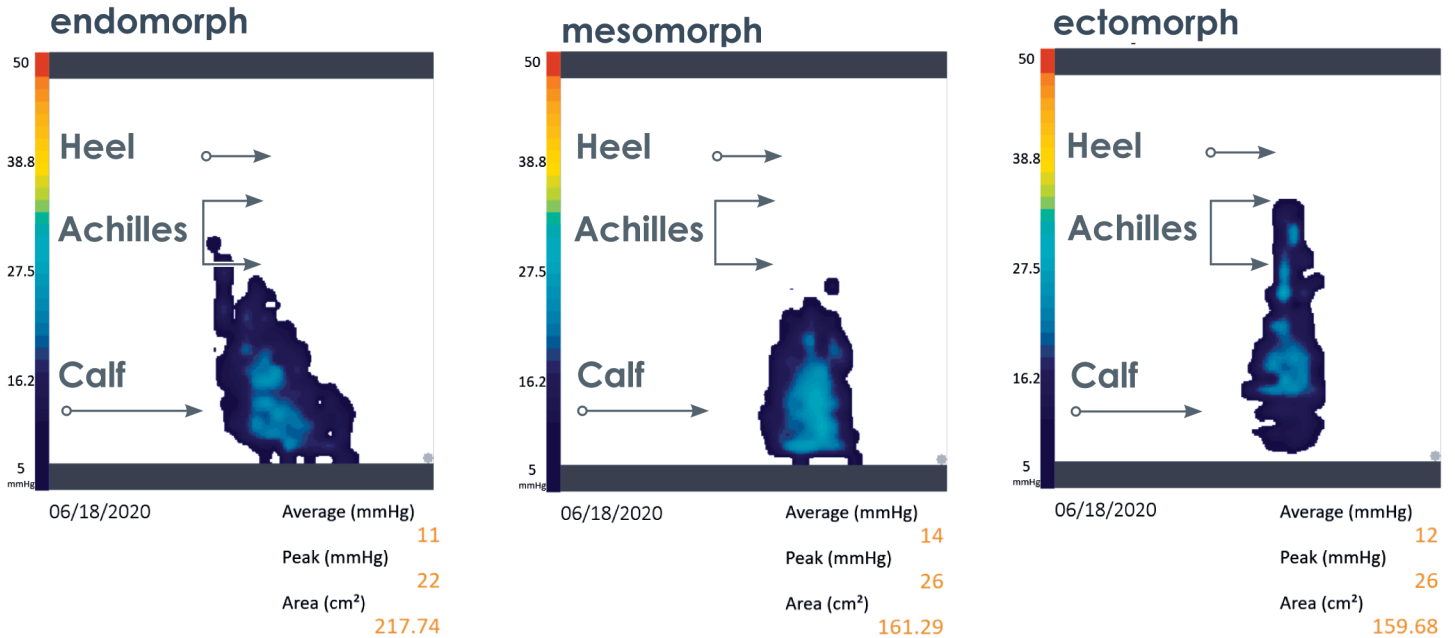 endomorph
50
38.8
27.5
16.2
5
mmHg
Heel
Achilles
Calf
06/18/2020
Average (mmHg)
11
Peak (mmHg)
22
Area (cm²)
217.74
mesomorph
50
38.8
27.5
16.2
5
mmHg
Heel
Achilles
Calf
06/18/2020
Average (mmHg)
14
Peak (mmHg)
26
Area (cm²)
161.29
ectomorph
50
38.8
27.5
16.2
5
mmHg
Heel
Achilles
Calf
06/18/2020
Average (mmHg)
12
Peak (mmHg)
26
Area (cm²)
159.68